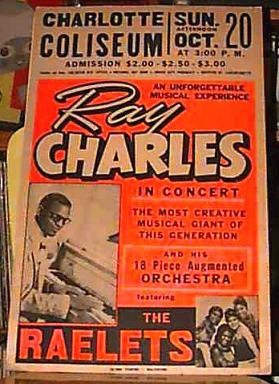 CHARLOTTE
COLISEUM
SUN.
AFTERNOON
OCT. 20
AT 3:00 P. M.
ADMISSION $2.00 - $2.50 - $3.00
AN UNFORGETTABLE
MUSICAL EXPERIENCE
Ray
CHARLES
IN CONCERT
THE MOST CREATIVE
MUSICAL GIANT OF
THIS GENERATION
AND HIS
18 Piece Augmented
ORCHESTRA
featuring
THE
RAELETS